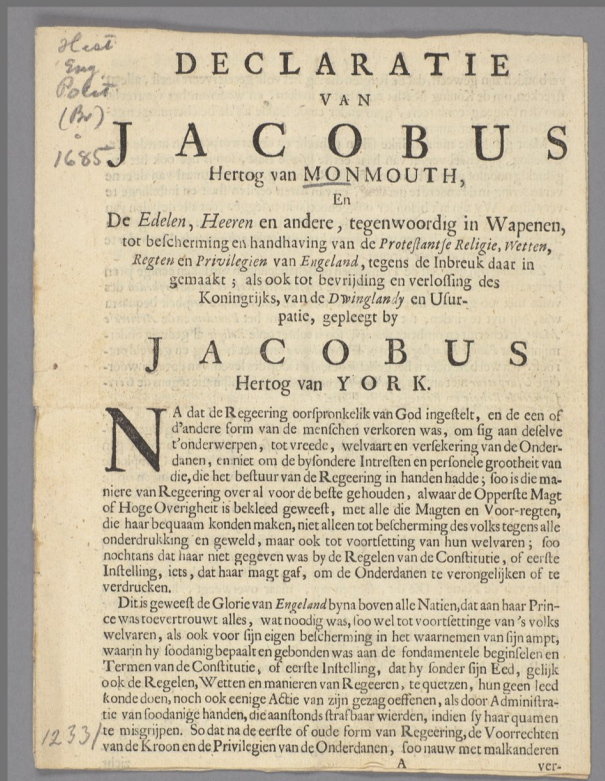 Hist
Eng.
Polit
(Br)
1685
DECLARATIE
VAN
JACOBUS
Hertog van MONMOUTH,
En
De Edelen, Heeren en andere, tegenwoordig in Wapenen,
tot bescherming en handhaving van de Protestantse Religie, Wetten,
Regten en Privilegien van Engeland, tegens de Inbreuk daar in
gemaakt; als ook tot bevrijding en verlossing des
Koningrijks, van de Dwinglandy en Usur-
patie, gepleegt by
JACOBUS
Hertog van YORK.
NA dat de Regeering oorspronkelik van God ingestelt, en de een of
d'andere form van de menschen verkoren was, om sig aan deselve
t'onderwerpen, tot vreede, welvaart en versekering van de Onder-
danen, en niet om de bysondere Intresten en personele grootheit van
die, die het bestuur van de Regeering in handen hadde; soo is die ma-
niere van Regeering over al voor de beste gehouden, alwaar de Opperste Magt
of Hoge Overigheit is bekleed geweest, met alle die Magten en Voor-regten,
die haar bequaam konden maken, niet alleen tot bescherming des volks tegens alle
onderdrukking en geweld, maar ook tot voortsetting van hun welvaren; soo
nochtans dat haar niet gegeven was by de Regelen van de Constitutie, of eerste
Instelling, iets, dat haar magt gaf, om de Onderdanen te verongelijken of te
verdrucken.
Dit is geweest de Glorie van Engeland byna boven alle Natien, dat aan haar Prin-
ce was toevertrouwt alles, wat noodig was, soo wel tot voortsettinge van 's volks
welvaren, als ook voor sijn eigen bescherming in het waarnemen van sijn ampt,
waarin hy soodanig bepaalt en gebonden was aan de fondamentele beginselen en
Termen van de Constitutie, of eerste Instelling, dat hy sonder sijn Eed, gelijk
ook de Regelen, Wetten en manieren van Regeeren, te quetzen, hun geen leed
konde doen, noch ook eenige Actie van zijn gezag oeffenen, als door Administra-
tie van soodanige handen, die aanstonds strafbaar wierden, indien sy haar quamen
te misgrijpen. So dat na de eerste of oude form van Regeering, de Voorrechten
van de Kroon en de Privilegien van de Onderdanen, soo nauw met malkanderen
A ver-
1233/